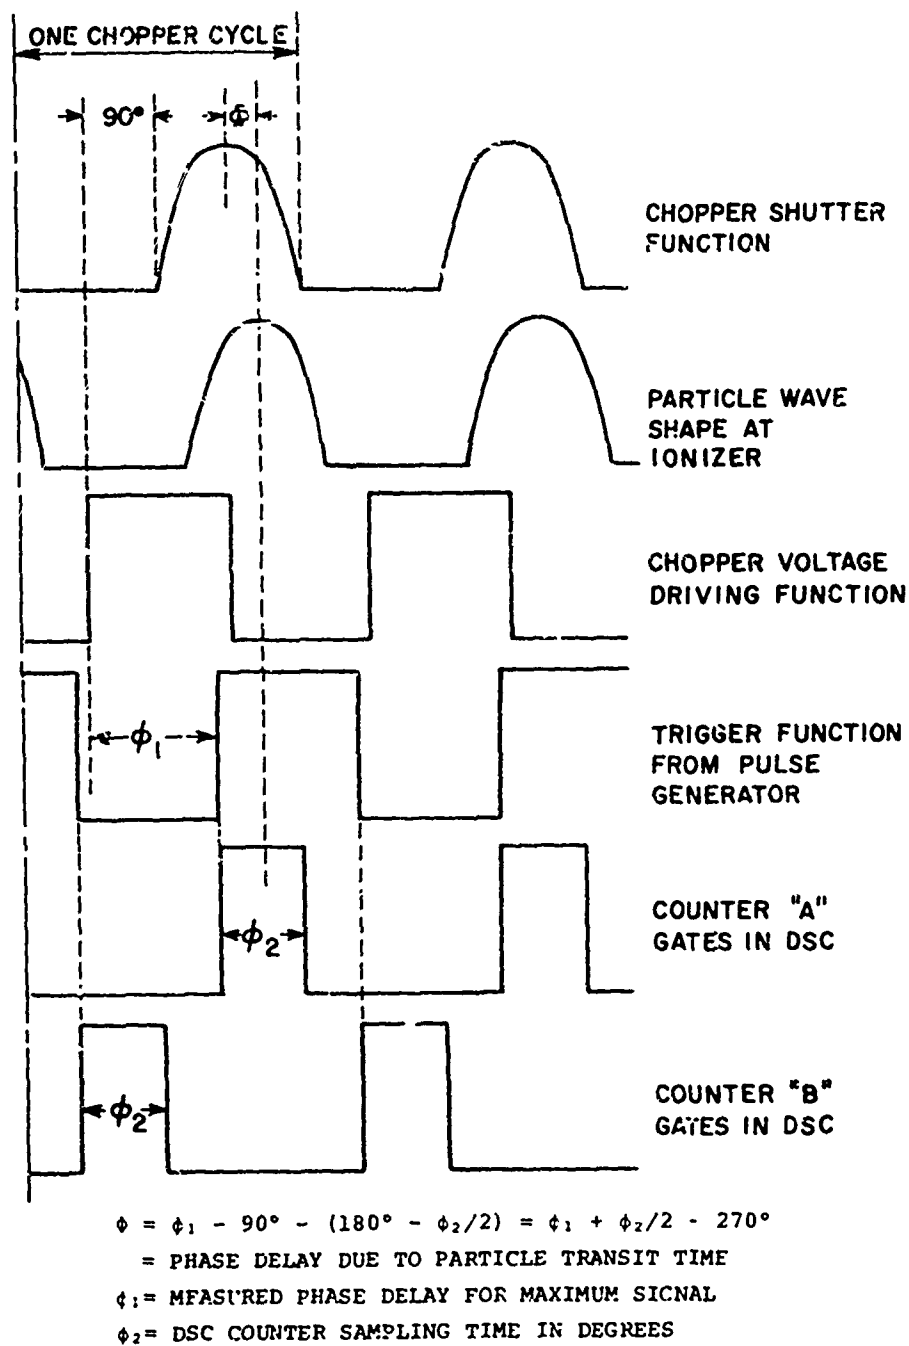 ONE CHOPPER CYCLE
90°
Φ
CHOPPER SHUTTER
FUNCTION
PARTICLE WAVE
SHAPE AT
IONIZER
CHOPPER VOLTAGE
DRIVING FUNCTION
ϕ₁
TRIGGER FUNCTION
FROM PULSE
GENERATOR
ϕ₂
COUNTER "A"
GATES IN DSC
ϕ₂
COUNTER "B"
GATES IN DSC
Φ = ϕ₁ - 90° - (180° - ϕ₂/2) = ϕ₁ + ϕ₂/2 - 270°
= PHASE DELAY DUE TO PARTICLE TRANSIT TIME
ϕ₁= MEASURED PHASE DELAY FOR MAXIMUM SIGNAL
ϕ₂= DSC COUNTER SAMPLING TIME IN DEGREES